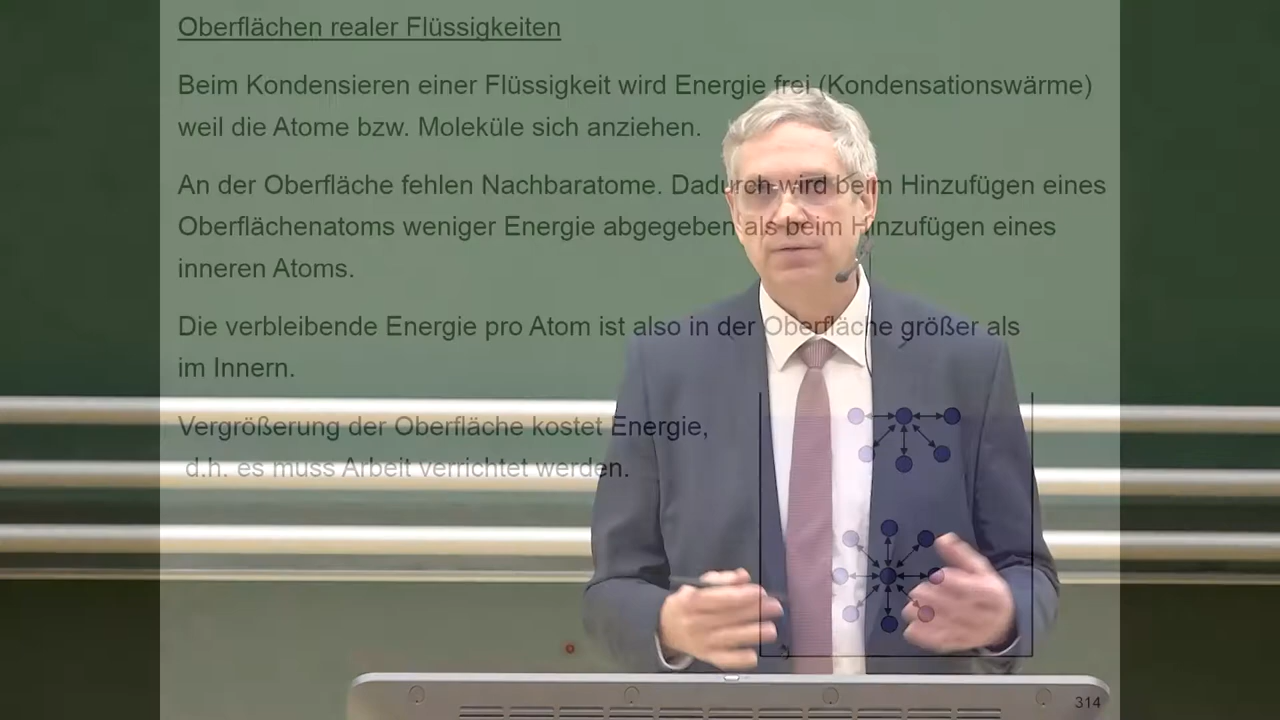 Oberflächen realer Flüssigkeiten
Beim Kondensieren einer Flüssigkeit wird Energie frei (Kondensationswärme)
weil die Atome bzw. Moleküle sich anziehen.
An der Oberfläche fehlen Nachbaratome. Dadurch wird beim Hinzufügen eines
Oberflächenatoms weniger Energie abgegeben als beim Hinzufügen eines
inneren Atoms.
Die verbleibende Energie pro Atom ist also in der Oberfläche größer als
im Innern.
Vergrößerung der Oberfläche kostet Energie,
d.h. es muss Arbeit verrichtet werden.
314